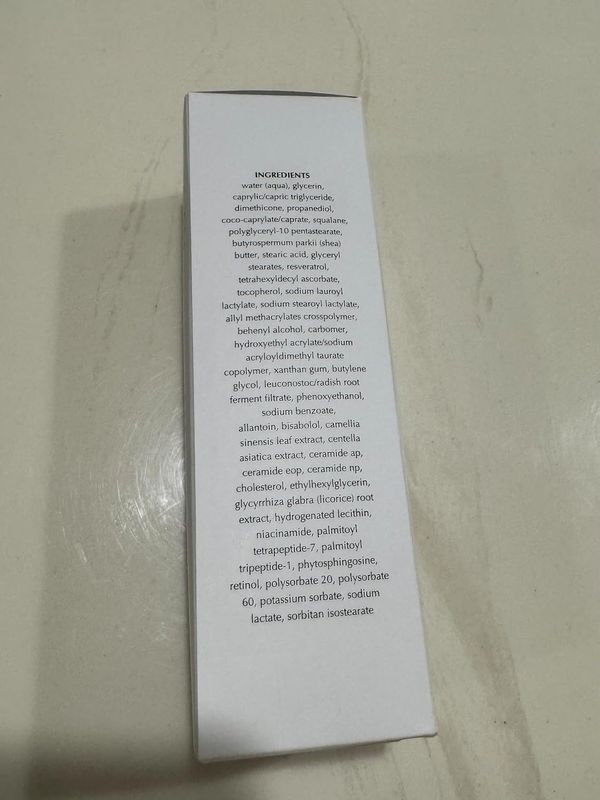 INGREDIENTS
water (aqua), glycerin,
caprylic/capric triglyceride,
dimethicone, propanediol,
coco-caprylate/caprate, squalane,
polyglyceryl-10 pentastearate,
butyrospermum parkii (shea)
butter, stearic acid, glyceryl
stearates, resveratrol,
tetrahexyldecyl ascorbate,
tocopherol, sodium lauroyl
lactylate, sodium stearoyl lactylate,
allyl methacrylates crosspolymer,
behenyl alcohol, carbomer,
hydroxyethyl acrylate/sodium
acryloyldimethyl taurate
copolymer, xanthan gum, butylene
glycol, leuconostoc/radish root
ferment filtrate, phenoxyethanol,
sodium benzoate,
allantoin, bisabolol, camellia
sinensis leaf extract, centella
asiatica extract, ceramide ap,
ceramide eop, ceramide np,
cholesterol, ethylhexylglycerin,
glycyrrhiza glabra (licorice) root
extract, hydrogenated lecithin,
niacinamide, palmitoyl
tetrapeptide-7, palmitoyl
tripeptide-1, phytosphingosine,
retinol, polysorbate 20, polysorbate
60, potassium sorbate, sodium
lactate, sorbitan isostearate